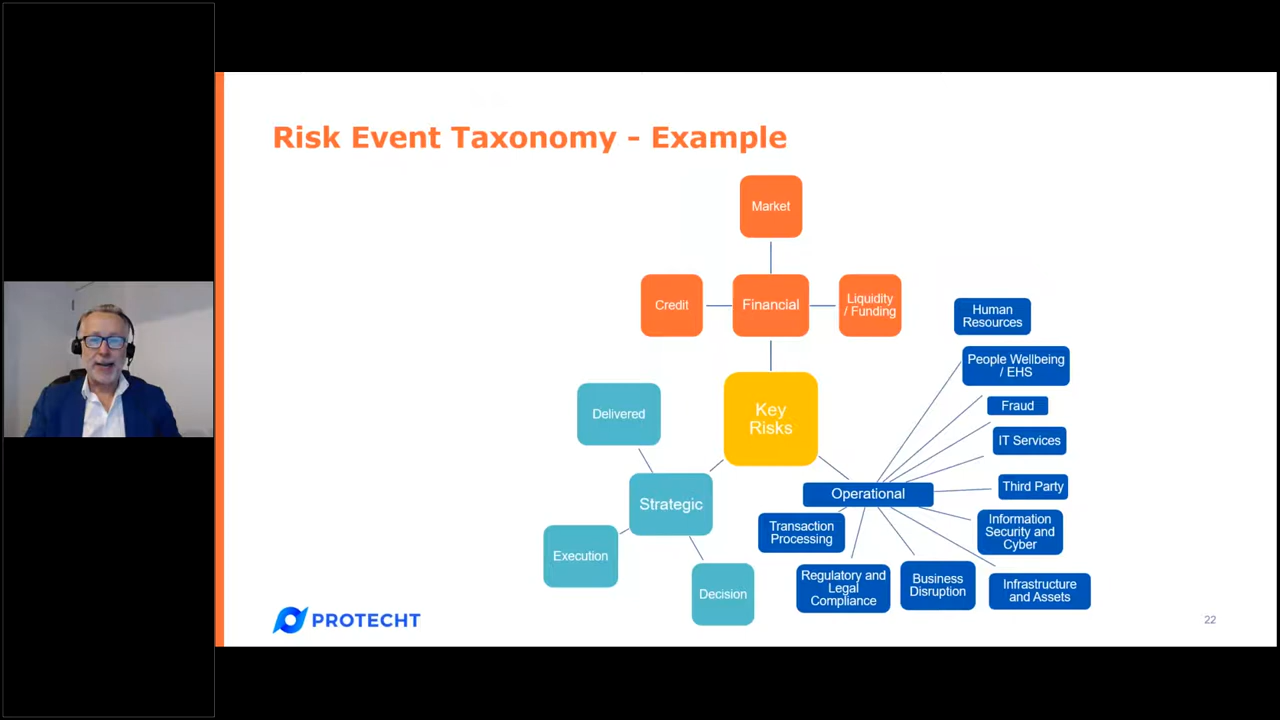 Risk Event Taxonomy - Example
Market
Credit
Financial
Liquidity
/ Funding
Human
Resources
People Wellbeing
/ EHS
Fraud
IT Services
Third Party
Information
Security and
Cyber
Infrastructure
and Assets
Key
Risks
Delivered
Strategic
Execution
Decision
Operational
Transaction
Processing
Regulatory and
Legal
Compliance
Business
Disruption
PROTECHT
22